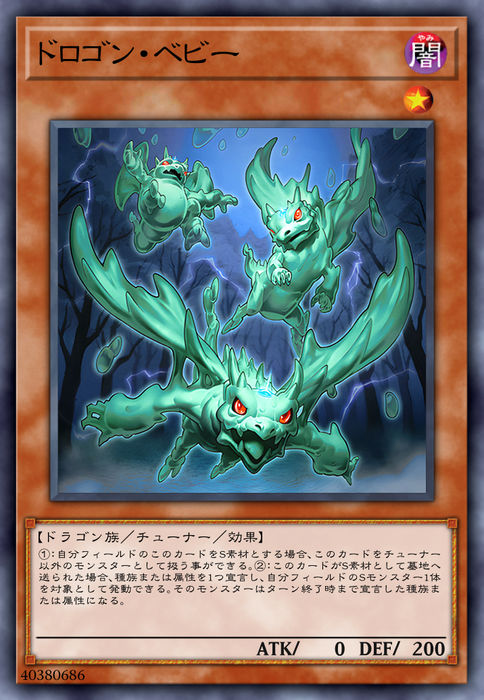 ドロゴン・ベビー
やみ
闇
【ドラゴン族／チューナー／効果】
①：自分フィールドのこのカードをS素材とする場合、このカードをチューナー
以外のモンスターとして扱う事ができる。②：このカードがS素材として墓地へ
送られた場合、種族または属性を1つ宣言し、自分フィールドのSモンスター1体
を対象として発動できる。そのモンスターはターン終了時まで宣言した種族ま
たは属性になる。
ATK/ 0 DEF/ 200
40380686